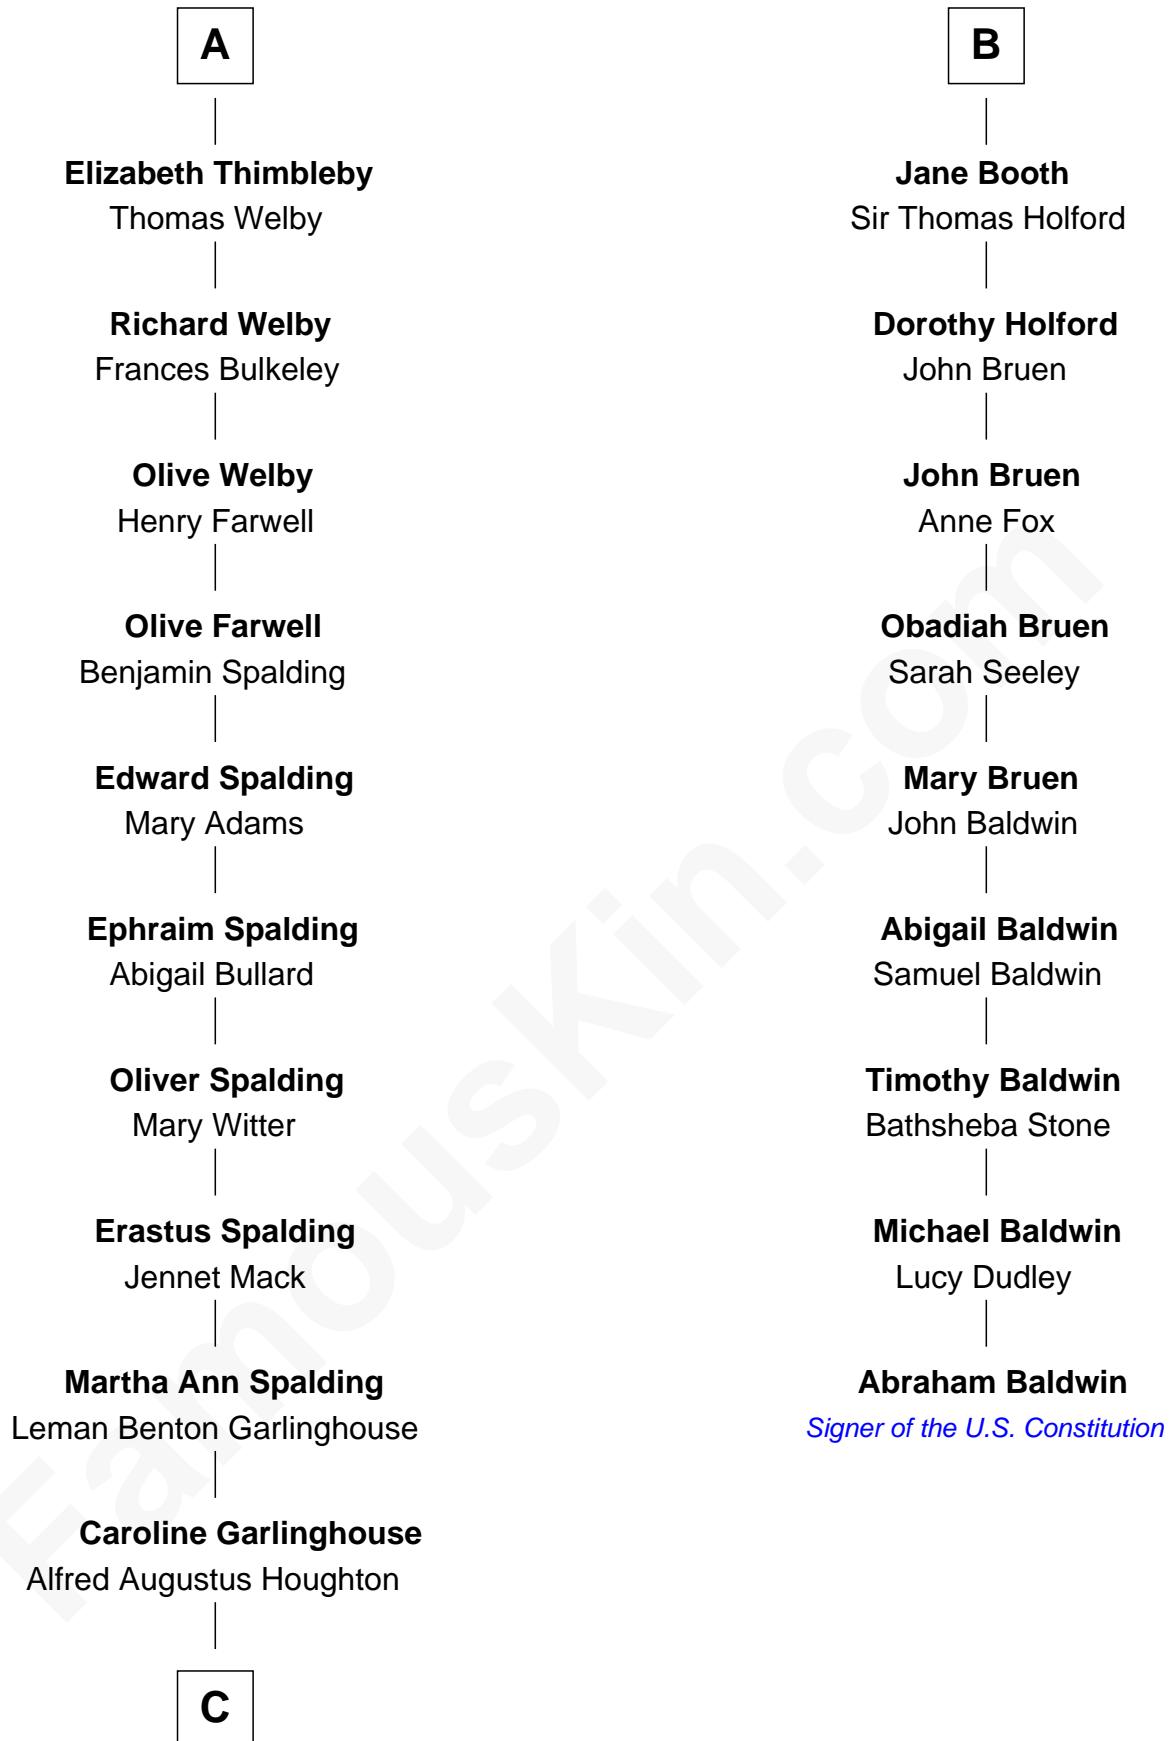 A
Elizabeth Thimbleby
Thomas Welby
Richard Welby
Frances Bulkeley
Olive Welby
Henry Farwell
Olive Farwell
Benjamin Spalding
Edward Spalding
Mary Adams
Ephraim Spalding
Abigail Bullard
Oliver Spalding
Mary Witter
Erastus Spalding
Jennet Mack
Martha Ann Spalding
Leman Benton Garlinghouse
Caroline Garlinghouse
Alfred Augustus Houghton
C
B
Jane Booth
Sir Thomas Holford
Dorothy Holford
John Bruen
John Bruen
Anne Fox
Obadiah Bruen
Sarah Seeley
Mary Bruen
John Baldwin
Abigail Baldwin
Samuel Baldwin
Timothy Baldwin
Bathsheba Stone
Michael Baldwin
Lucy Dudley
Abraham Baldwin
Signer of the U.S. Constitution
FamousKin.com